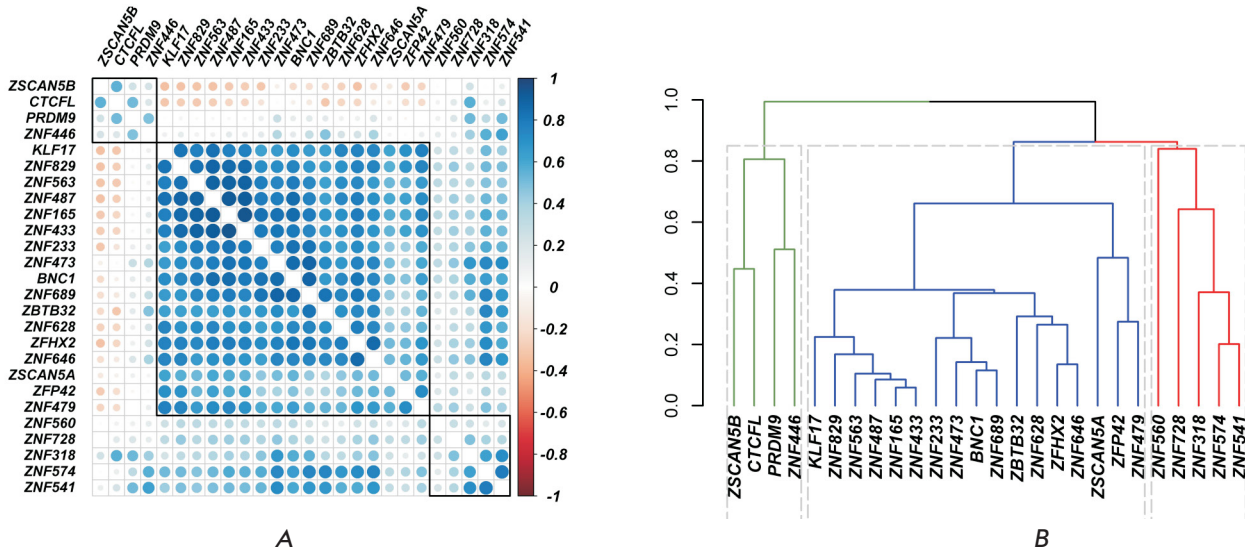 ZSCAN5B
CTCFL
PRDM9
ZNF446
KLF17
ZNF829
ZNF563
ZNF487
ZNF165
ZNF433
ZNF233
ZNF473
BNC1
ZNF689
ZBTB32
ZNF628
ZFHX2
ZNF646
ZSCAN5A
ZFP42
ZNF479
ZNF560
ZNF728
ZNF318
ZNF574
ZNF541
ZSCAN5B
CTCFL
PRDM9
ZNF446
KLF17
ZNF829
ZNF563
ZNF487
ZNF165
ZNF433
ZNF233
ZNF473
BNC1
ZNF689
ZBTB32
ZNF628
ZFHX2
ZNF646
ZSCAN5A
ZFP42
ZNF479
ZNF560
ZNF728
ZNF318
ZNF574
ZNF541
1
0.8
0.6
0.4
0.2
0
-0.2
-0.4
-0.6
-0.8
-1
A
1.0
0.8
0.6
0.4
0.2
0.0
ZSCAN5B
CTCFL
PRDM9
ZNF446
KLF17
ZNF829
ZNF563
ZNF487
ZNF165
ZNF433
ZNF233
ZNF473
BNC1
ZNF689
ZBTB32
ZNF628
ZFHX2
ZNF646
ZSCAN5A
ZFP42
ZNF479
ZNF560
ZNF728
ZNF318
ZNF574
ZNF541
B